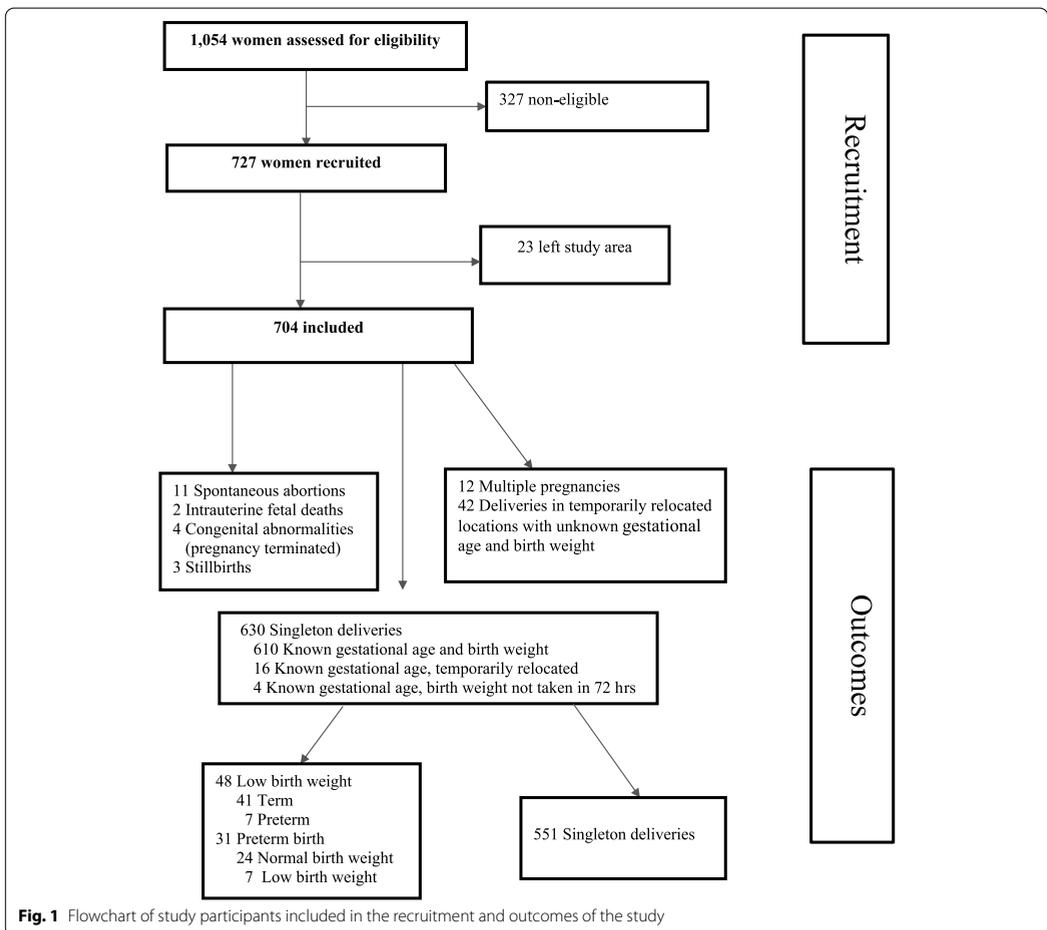 1,054 women assessed for eligibility
327 non-eligible
727 women recruited
23 left study area
704 included
Recruitment
11 Spontaneous abortions
2 Intrauterine fetal deaths
4 Congenital abnormalities
(pregnancy terminated)
3 Stillbirths
12 Multiple pregnancies
42 Deliveries in temporarily relocated
locations with unknown gestational
age and birth weight
630 Singleton deliveries
610 Known gestational age and birth weight
16 Known gestational age, temporarily relocated
4 Known gestational age, birth weight not taken in 72 hrs
48 Low birth weight
41 Term
7 Preterm
31 Preterm birth
24 Normal birth weight
7 Low birth weight
551 Singleton deliveries
Outcomes
Fig. 1 Flowchart of study participants included in the recruitment and outcomes of the study